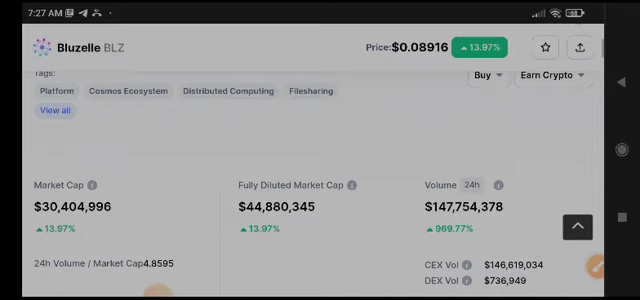 7:27 AM
68
Bluzelle BLZ
Price: $0.08916 13.97%
Tags:
Buy
Earn Crypto
Platform
Cosmos Ecosystem
Distributed Computing
Filesharing
View all
Market Cap
Fully Diluted Market Cap
Volume 24h
$30,404,996
$44,880,345
$147,754,378
13.97%
13.97%
969.77%
24h Volume / Market Cap 4.8595
CEX Vol $146,619,034
DEX Vol $736,949